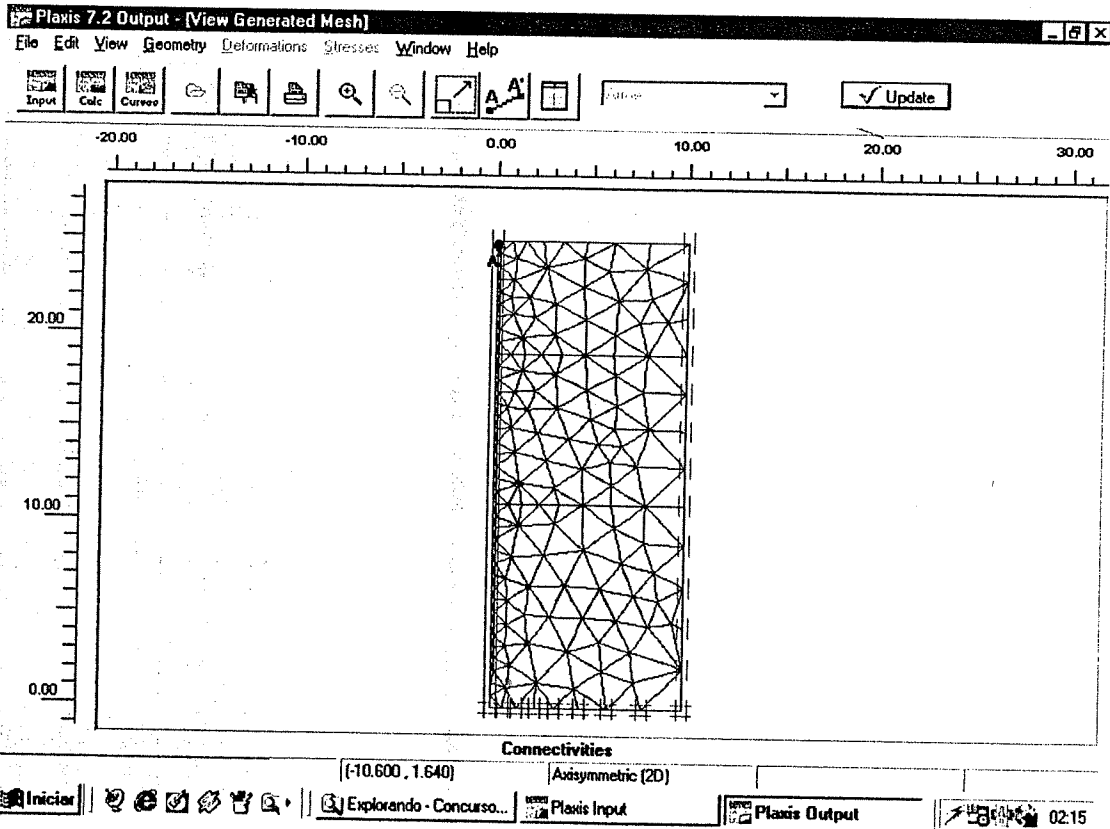 Plaxis 7.2 Output - [View Generated Mesh]
File Edit View Geometry Deformations Stresses Window Help
Input Calc Curves Update
-20.00 -10.00 0.00 10.00 20.00 30.00
A
20.00
10.00
0.00
Connectivities
(-10.600 , 1.640) Axisymmetric (2D)
Iniciar Explorando - Concurso... Plaxis Input Plaxis Output 02:15